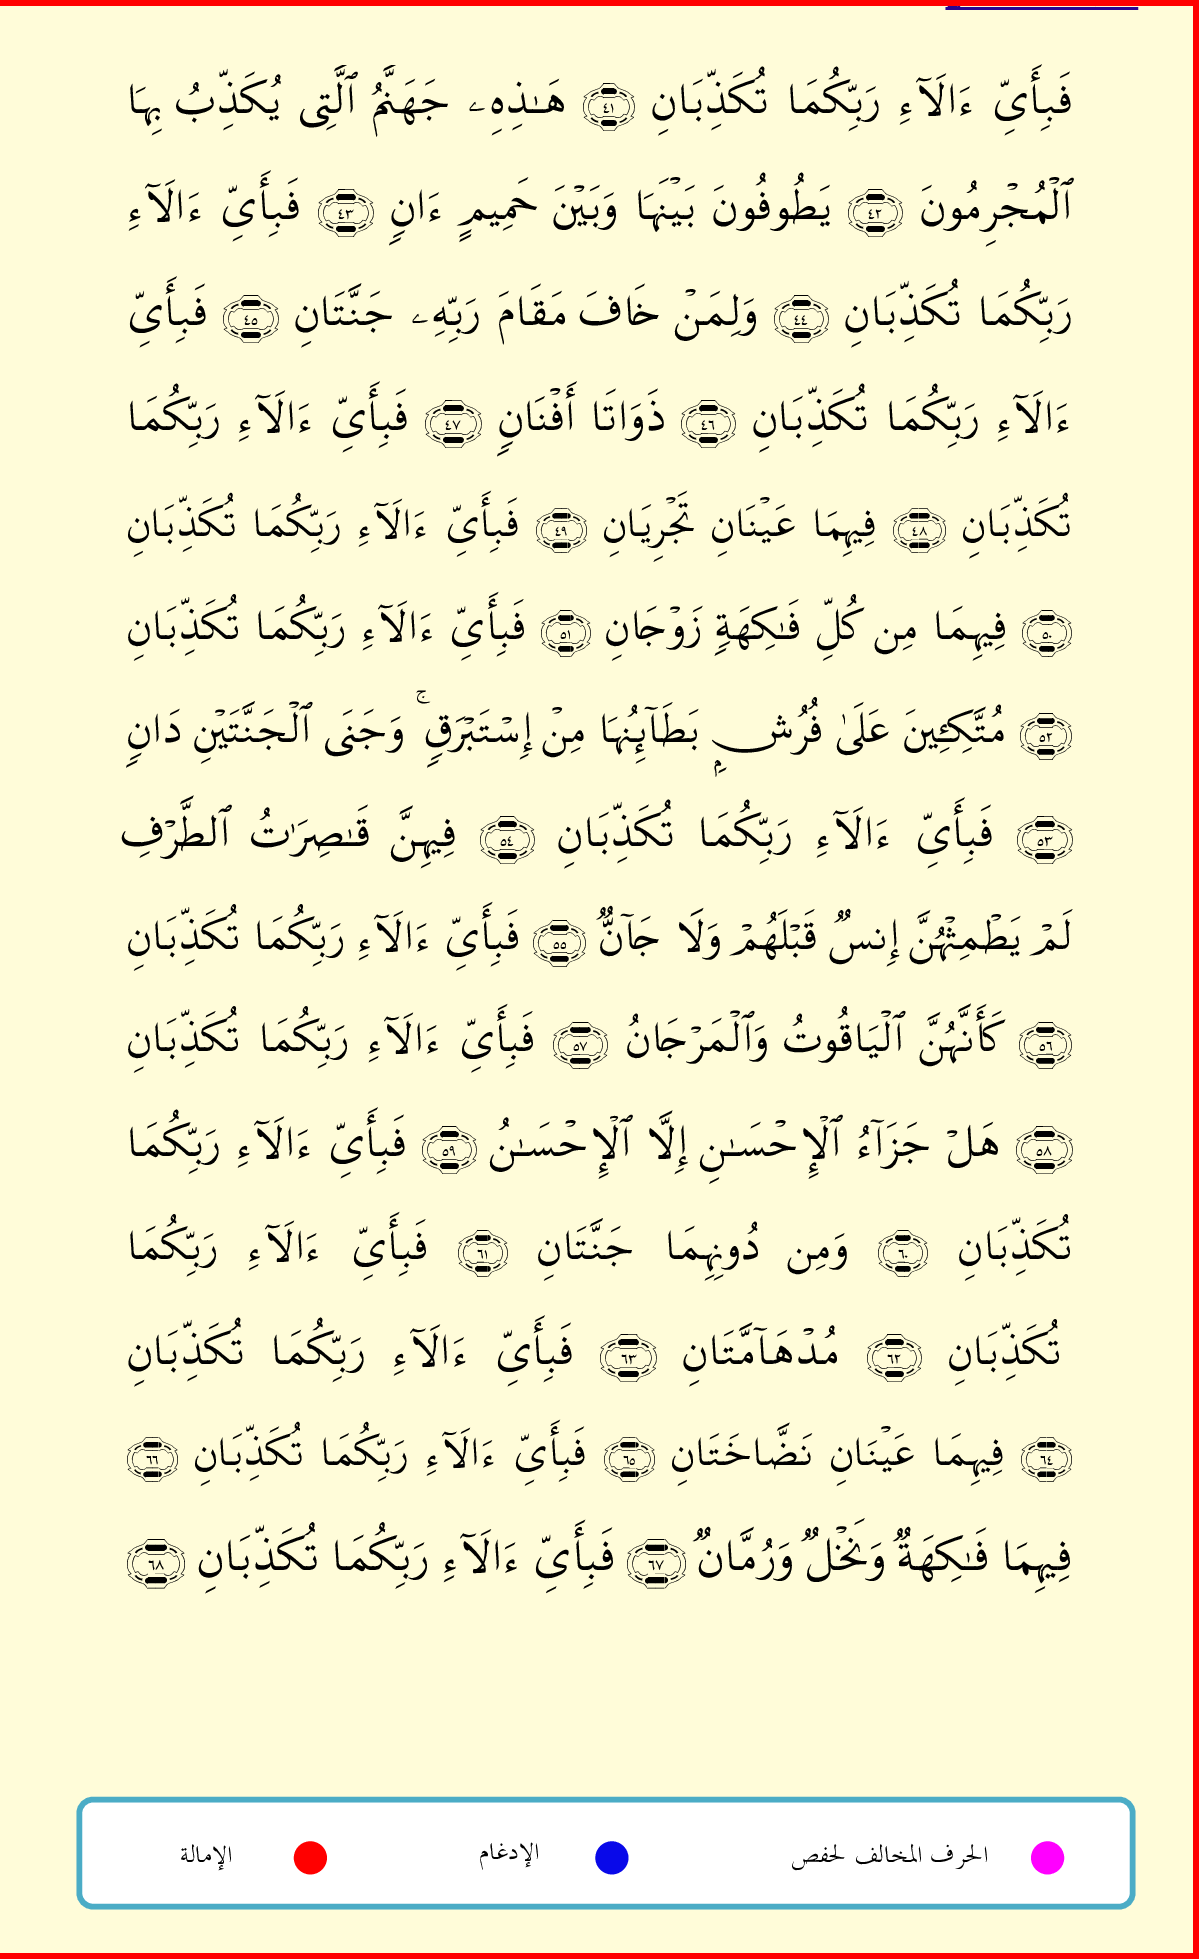 فَبِأَيِّ ءَالَآءِ رَبِّكُمَا تُكَذِّبَانِ ٤١ هَـٰذِهِۦ جَهَنَّمُ ٱلَّتِى يُكَذِّبُ بِهَا
ٱلْمُجْرِمُونَ ٤٢ يَطُوفُونَ بَيْنَهَا وَبَيْنَ حَمِيمٍ ءَانٍ ٤٣ فَبِأَيِّ ءَالَآءِ
رَبِّكُمَا تُكَذِّبَانِ ٤٤ وَلِمَنْ خَافَ مَقَامَ رَبِّهِۦ جَنَّتَانِ ٤٥ فَبِأَيِّ
ءَالَآءِ رَبِّكُمَا تُكَذِّبَانِ ٤٦ ذَوَاتَا أَفْنَانٍ ٤٧ فَبِأَيِّ ءَالَآءِ رَبِّكُمَا
تُكَذِّبَانِ ٤٨ فِيهِمَا عَيْنَانِ تَجْرِيَانِ ٤٩ فَبِأَيِّ ءَالَآءِ رَبِّكُمَا تُكَذِّبَانِ
٥٠ فِيهِمَا مِن كُلِّ فَـٰكِهَةٍ زَوْجَانِ ٥١ فَبِأَيِّ ءَالَآءِ رَبِّكُمَا تُكَذِّبَانِ
٥٢ مُتَّكِـِٔينَ عَلَىٰ فُرُشٍۭ بَطَآئِنُهَا مِنْ إِسْتَبْرَقٍ ۚ وَجَنَى ٱلْجَنَّتَيْنِ دَانٍ
٥٣ فَبِأَيِّ ءَالَآءِ رَبِّكُمَا تُكَذِّبَانِ ٥٤ فِيهِنَّ قَـٰصِرَٰتُ ٱلطَّرْفِ
لَمْ يَطْمِثْهُنَّ إِنسٌ قَبْلَهُمْ وَلَا جَآنٌّ ٥٥ فَبِأَيِّ ءَالَآءِ رَبِّكُمَا تُكَذِّبَانِ
٥٦ كَأَنَّهُنَّ ٱلْيَاقُوتُ وَٱلْمَرْجَانُ ٥٧ فَبِأَيِّ ءَالَآءِ رَبِّكُمَا تُكَذِّبَانِ
٥٨ هَلْ جَزَآءُ ٱلْإِحْسَـٰنِ إِلَّا ٱلْإِحْسَـٰنُ ٥٩ فَبِأَيِّ ءَالَآءِ رَبِّكُمَا
تُكَذِّبَانِ ٦٠ وَمِن دُونِهِمَا جَنَّتَانِ ٦١ فَبِأَيِّ ءَالَآءِ رَبِّكُمَا
تُكَذِّبَانِ ٦٢ مُدْهَآمَّتَانِ ٦٣ فَبِأَيِّ ءَالَآءِ رَبِّكُمَا تُكَذِّبَانِ
٦٤ فِيهِمَا عَيْنَانِ نَضَّاخَتَانِ ٦٥ فَبِأَيِّ ءَالَآءِ رَبِّكُمَا تُكَذِّبَانِ ٦٦
فِيهِمَا فَـٰكِهَةٌ وَنَخْلٌ وَرُمَّانٌ ٦٧ فَبِأَيِّ ءَالَآءِ رَبِّكُمَا تُكَذِّبَانِ ٦٨
الحرف المخالف لحفص
الإدغام
الإمالة